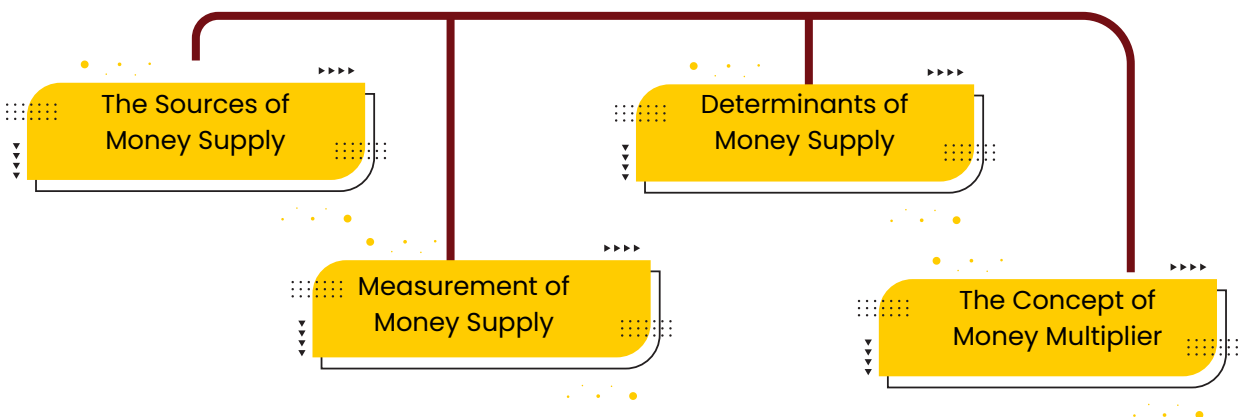 The Sources of
Money Supply
Determinants of
Money Supply
Measurement of
Money Supply
The Concept of
Money Multiplier